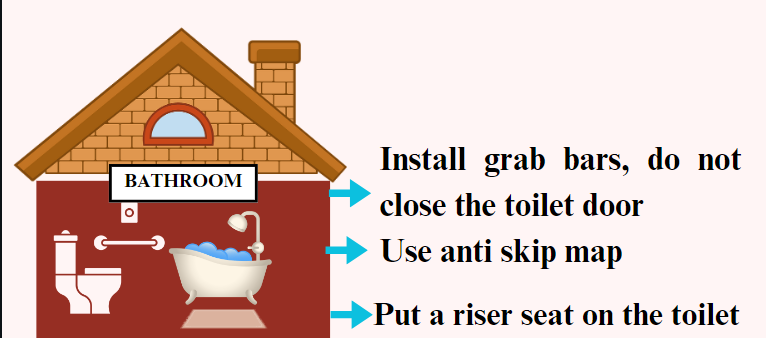 BATHROOM
Install grab bars, do not
close the toilet door
Use anti skip map
Put a riser seat on the toilet